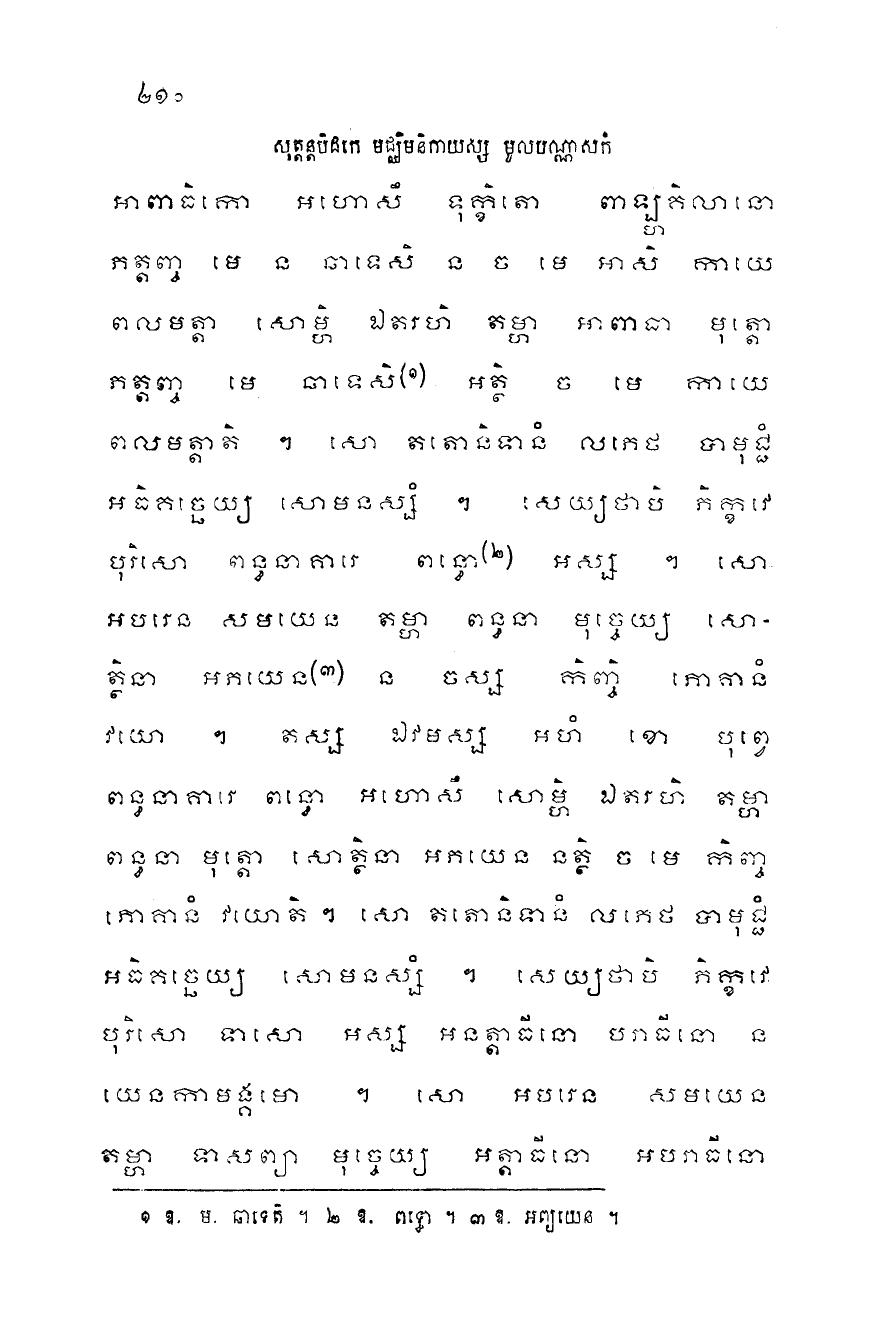 ៤១០
សុត្តន្តបិដកេ មជ្ឈិមនិកាយស្ស មូលបណ្ណាសកំ
អាពាធិកោ អហោសឹ ទុក្ខិតោ ពាឡ្ហគិលានោ
ភត្តញ្ច មេ ន ឆាទេសិ ន ច មេ អាសិ កាយេ
ពលមត្តា សោម្ហិ ឯតរហិ តម្ហា អាពាធា មុត្តោ
ភត្តញ្ច មេ ឆាទេសិ(១) អត្ថិ ច មេ កាយេ
ពលមត្តាតិ ។ សោ តតោនិទានំ លភេថ បាមុជ្ជំ
អធិគច្ឆេយ្យ សោមនស្សំ ។ សេយ្យថាបិ ភិក្ខវេ
បុរិសោ ពន្ធនាគារេ ពន្ធោ(២) អស្ស ។ សោ
អបរេន សមយេន តម្ហា ពន្ធនា មុច្ចេយ្យ សោ-
ត្ថិនា អភយេន(៣) ន ចស្ស កិញ្ចិ ភោគានំ
វយោ ។ តស្ស ឯវមស្ស អហំ ខោ បុព្វេ
ពន្ធនាគារេ ពន្ធោ អហោសឹ សោម្ហិ ឯតរហិ តម្ហា
ពន្ធនា មុត្តោ សោត្ថិនា អភយេន នត្ថិ ច មេ កិញ្ចិ
ភោគានំ វយោតិ ។ សោ តតោនិទានំ លភេថ បាមុជ្ជំ
អធិគច្ឆេយ្យ សោមនស្សំ ។ សេយ្យថាបិ ភិក្ខវេ
បុរិសោ ទាសោ អស្ស អនត្តាធីនោ បរាធីនោ ន
យេនកាមង្គមោ ។ សោ អបរេន សមយេន
តម្ហា ទាសព្យា មុច្ចេយ្យ អត្តាធីនោ អបរាធីនោ
១ ឱ. ម. ឆាទេតិ ។ ២ ឱ. ពទ្ធោ ។ ៣ ឱ. អព្យយេន ។